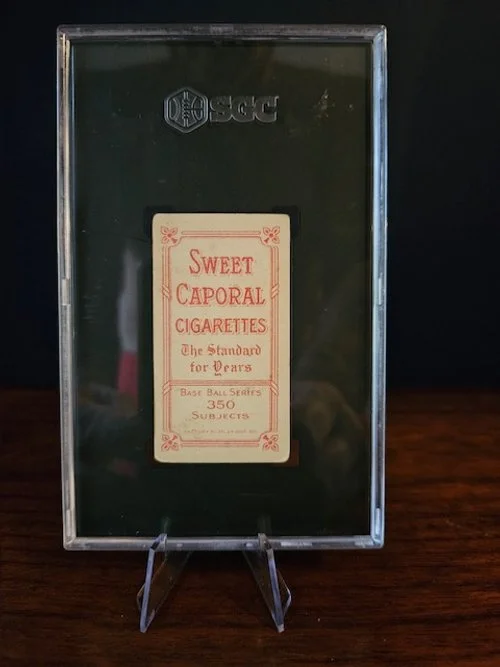 SGC
SWEET
CAPORAL
CIGARETTES
The Standard
for Years
BASE BALL SERIES
350
SUBJECTS